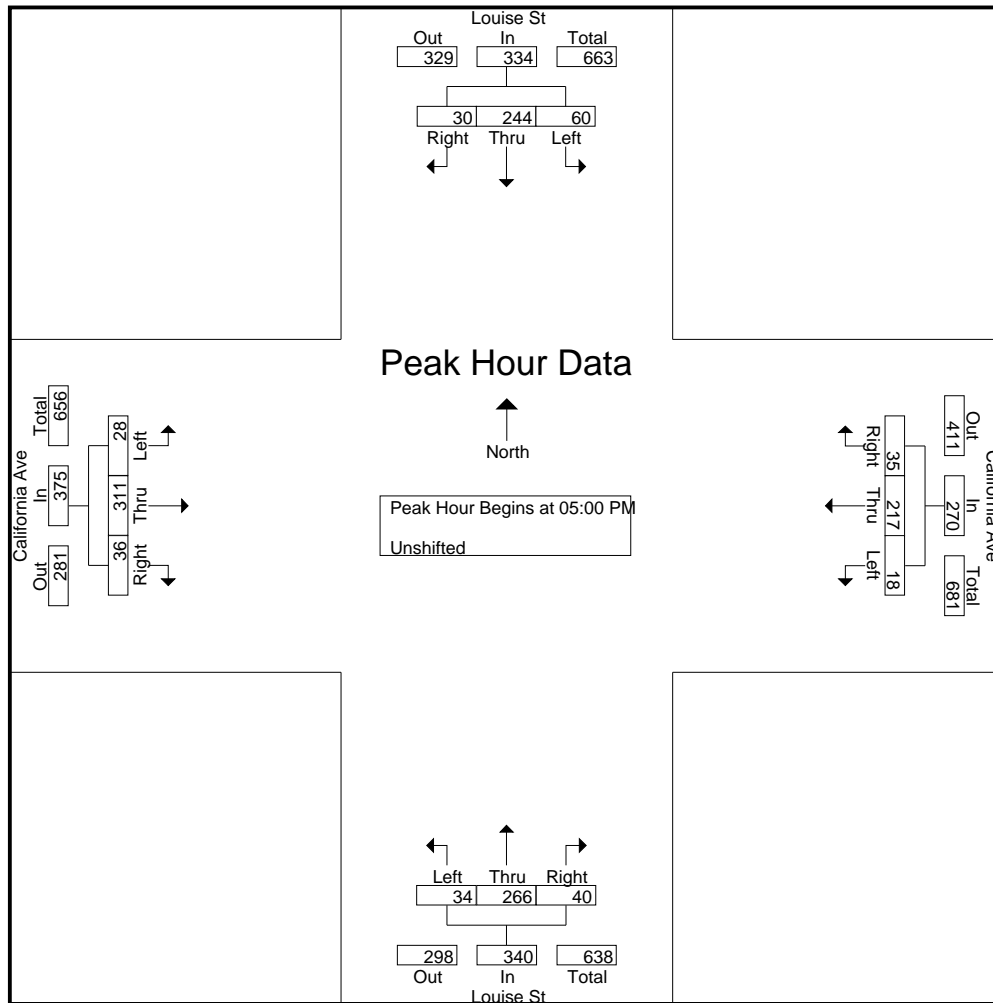 Louise St
Out In Total
329 334 663
30 244 60
Right Thru Left
Peak Hour Data
North
Peak Hour Begins at 05:00 PM
Unshifted
California Ave
Out In Total
281 375 656
36 311 28
Right Thru Left
California Ave
Out In Total
411 270 681
35 217 18
Right Thru Left
Left Thru Right
34 266 40
298 340 638
Out In Total
Louise St